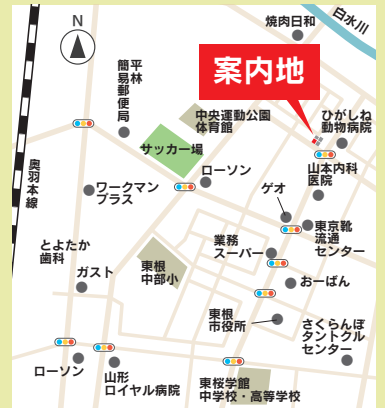 N
焼肉日和
白水川
案内地
平林
簡易郵便局
中央運動公園
体育館
ひがしね
動物病院
サッカー場
ローソン
山本内科
医院
奥羽本線
ワークマン
プラス
ゲオ
東京靴
流通
センター
とよたか
歯科
業務
スーパー
ガスト
東根
中部小
おーばん
東根
市役所
さくらんぼ
タントクル
センター
ローソン
山形
ロイヤル病院
東桜学館
中学校・高等学校